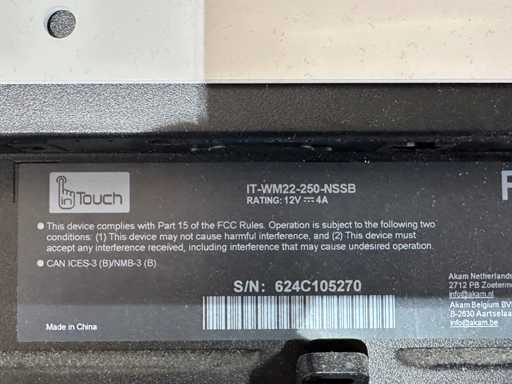 inTouch
IT-WM22-250-NSSB
RATING: 12V ⎓ 4A
● This device complies with Part 15 of the FCC Rules. Operation is subject to the following two
conditions: (1) This device may not cause harmful interference, and (2) This device must
accept any interference received, including interference that may cause undesired operation.
● CAN ICES-3 (B)/NMB-3 (B)
S/N: 624C105270
Made in China
F
Akam Netherlands
2712 PB Zoeterme
info@akam.nl
Akam Belgium BV
B-2630 Aartselaa
info@akem.be